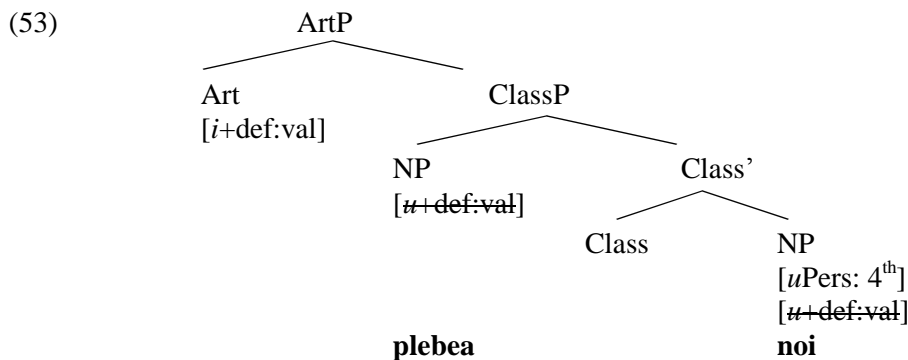 (53) ArtP
Art ClassP
[i+def:val]
NP Class’
[u+def:val]
Class NP
[uPers: 4th]
[u+def:val]
plebea noi